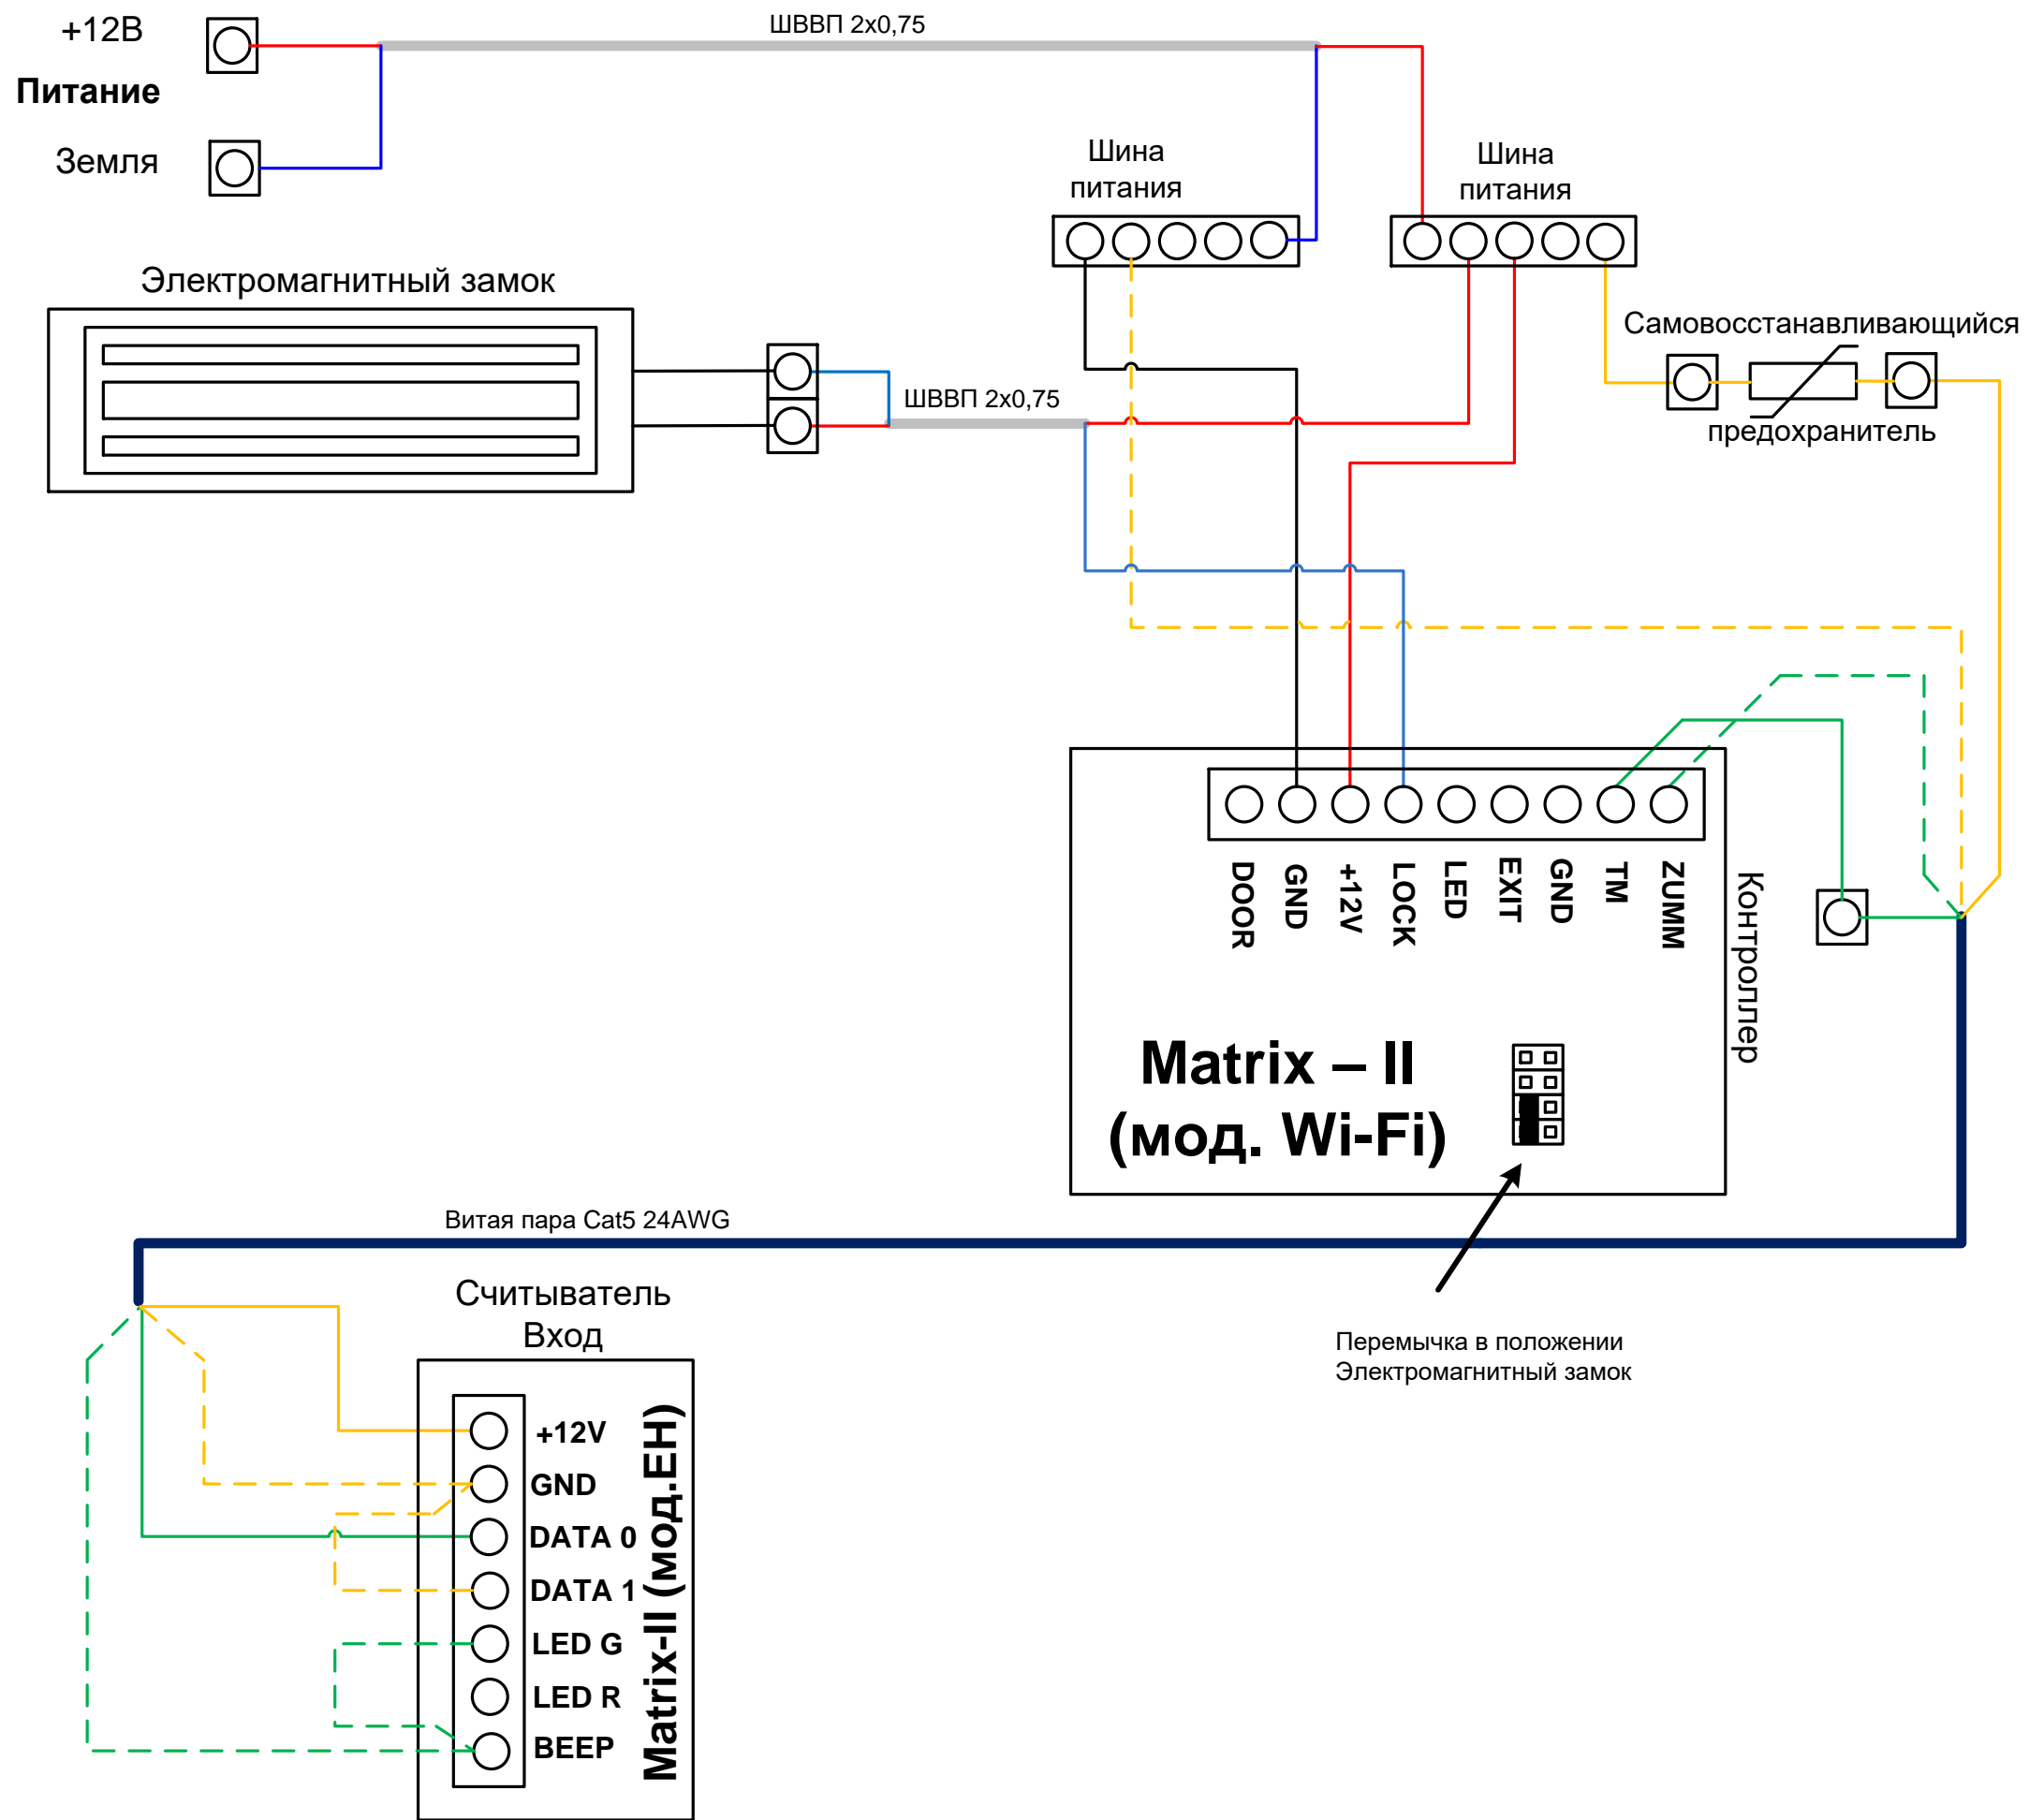 +12В
Питание
Земля
ШВВП 2х0,75
Шина
питания
Шина
питания
Электромагнитный замок
ШВВП 2х0,75
Самовосстанавливающийся
предохранитель
DOOR
GND
+12V
LOCK
LED
EXIT
GND
TM
ZUMM
Контроллер
Matrix – II
(мод. Wi-Fi)
Витая пара Cat5 24AWG
Перемычка в положении
Электромагнитный замок
Считыватель
Вход
+12V
GND
DATA 0
DATA 1
LED G
LED R
BEEP
Matrix-II (мод.EH)